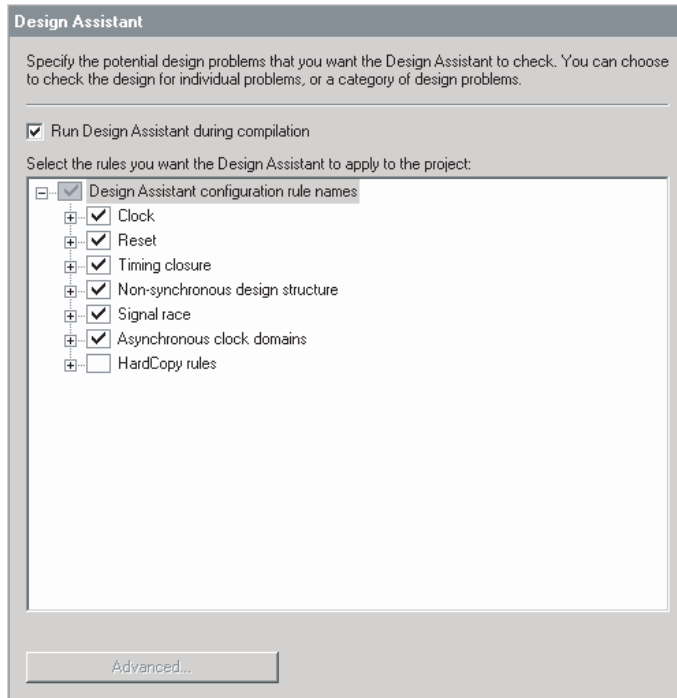 Design Assistant
Specify the potential design problems that you want the Design Assistant to check. You can choose
to check the design for individual problems, or a category of design problems.
Run Design Assistant during compilation
Select the rules you want the Design Assistant to apply to the project:
Design Assistant configuration rule names
Clock
Reset
Timing closure
Non-synchronous design structure
Signal race
Asynchronous clock domains
HardCopy rules
Advanced...